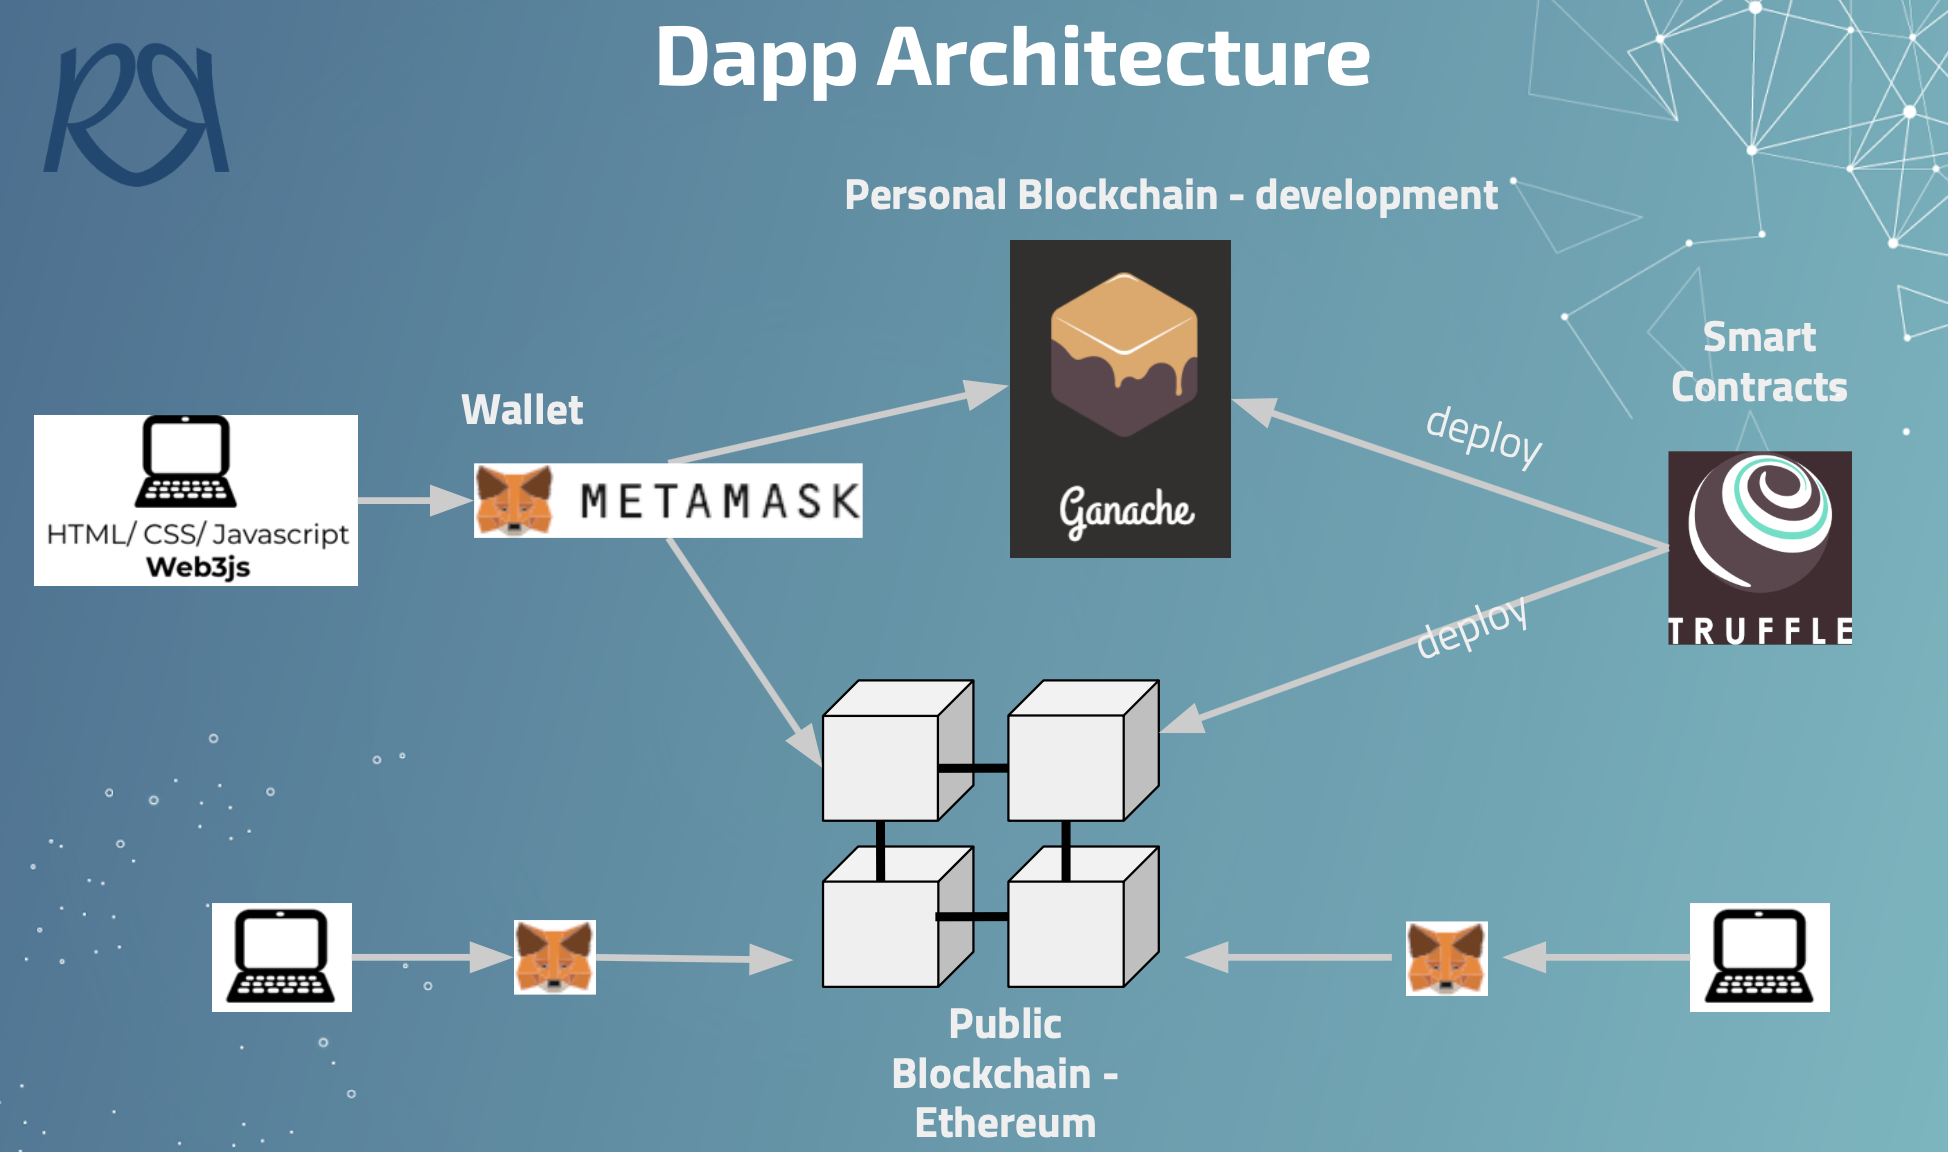 Dapp Architecture
Personal Blockchain - development
Smart
Contracts
Wallet
deploy
METAMASK
HTML/ CSS/ Javascript
Web3js
Ganache
deploy
TRUFFLE
Public
Blockchain -
Ethereum